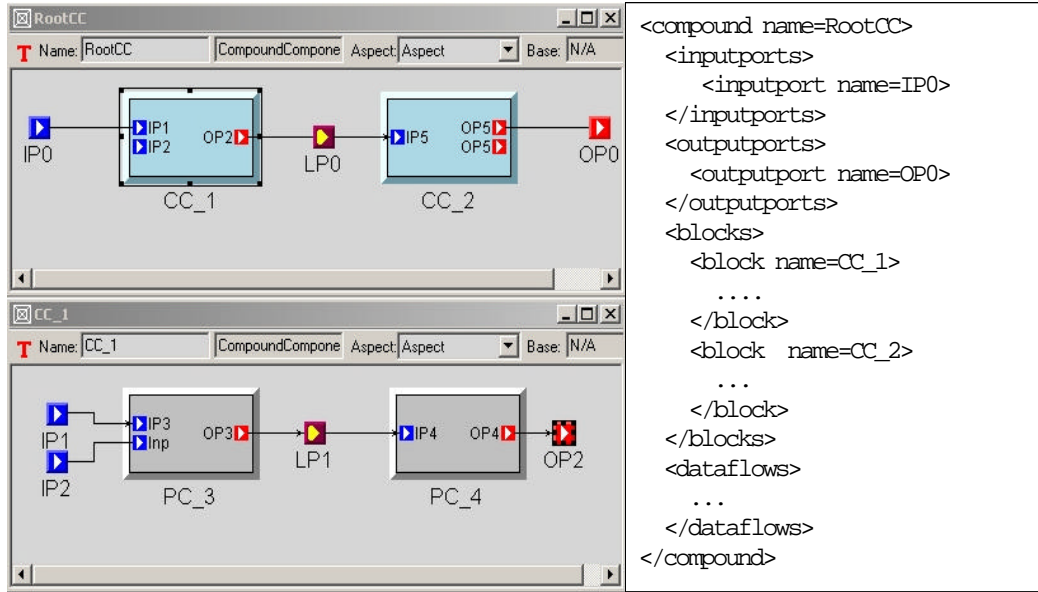 RootCC
Name: RootCC CompoundCompone Aspect: Aspect Base: N/A
IP0
IP1
IP2
OP2
CC_1
LP0
IP5
OP5
OP5
CC_2
OP0
CC_1
Name: CC_1 CompoundCompone Aspect: Aspect Base: N/A
IP1
IP2
IP3
Inp
OP3
PC_3
LP1
IP4
OP4
PC_4
OP2
<compound name=RootCC>
<inputports>
<inputport name=IP0>
</inputports>
<outputports>
<outputport name=OP0>
</outputports>
<blocks>
<block name=CC_1>
....
</block>
<block name=CC_2>
...
</block>
</blocks>
<dataflows>
...
</dataflows>
</compound>